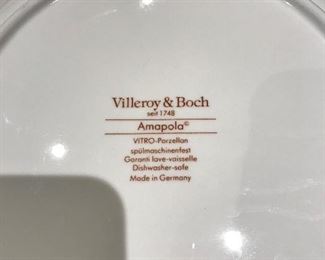 Villeroy & Boch
seit 1748
Amapola©
VITRO-Porzellan
spülmaschinenfest
Garanti lave-vaisselle
Dishwasher-safe
Made in Germany